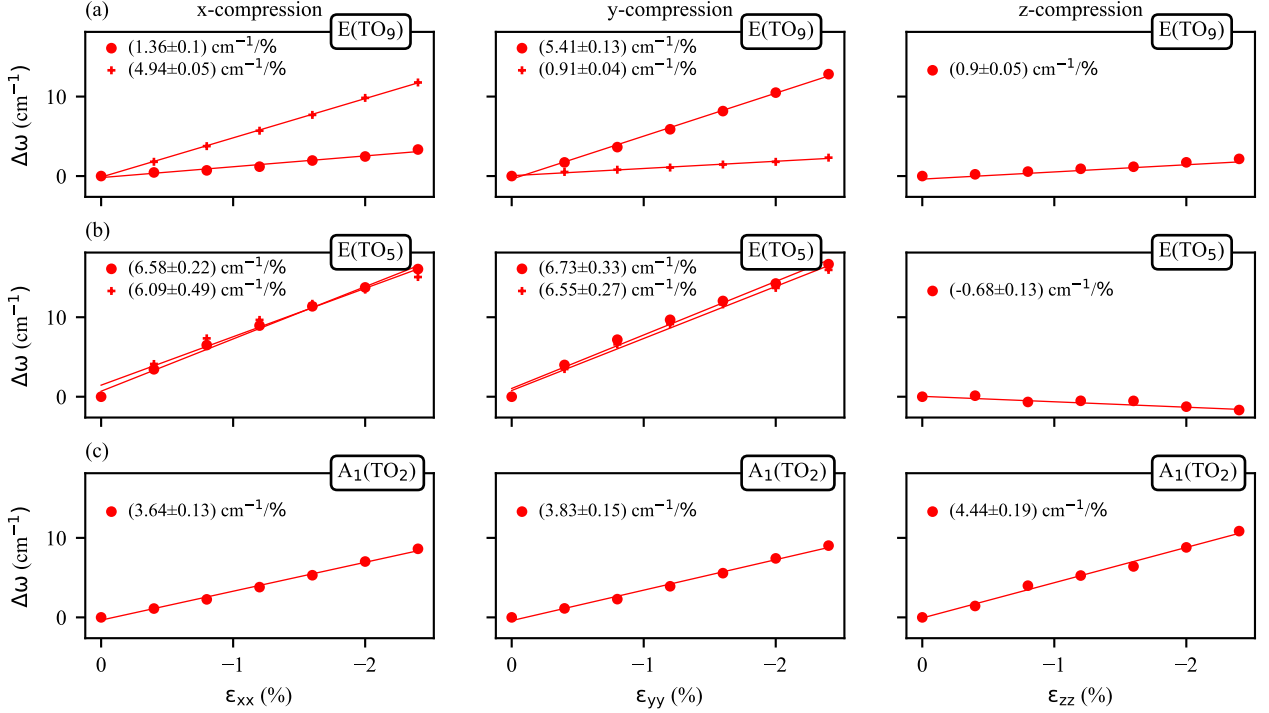 x-compression
y-compression
z-compression
(a)
E(TO₉)
(1.36±0.1) cm⁻¹/%
(4.94±0.05) cm⁻¹/%
E(TO₉)
(5.41±0.13) cm⁻¹/%
(0.91±0.04) cm⁻¹/%
E(TO₉)
(0.9±0.05) cm⁻¹/%
Δω (cm⁻¹)
10
0
(b)
E(TO₅)
(6.58±0.22) cm⁻¹/%
(6.09±0.49) cm⁻¹/%
E(TO₅)
(6.73±0.33) cm⁻¹/%
(6.55±0.27) cm⁻¹/%
E(TO₅)
(-0.68±0.13) cm⁻¹/%
Δω (cm⁻¹)
10
0
(c)
A₁(TO₂)
(3.64±0.13) cm⁻¹/%
A₁(TO₂)
(3.83±0.15) cm⁻¹/%
A₁(TO₂)
(4.44±0.19) cm⁻¹/%
Δω (cm⁻¹)
10
0
0 −1 −2
0 −1 −2
0 −1 −2
εxx (%)
εyy (%)
εzz (%)